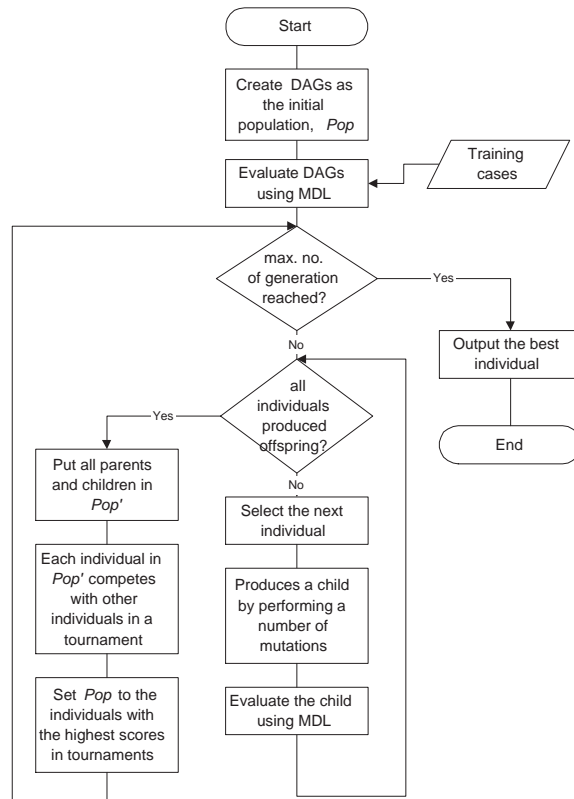 Start
Create DAGs as
the initial
population, Pop
Evaluate DAGs
using MDL
Training
cases
max. no.
of generation
reached?
Yes
No
Output the best
individual
End
all
individuals
produced
offspring?
Yes
No
Put all parents
and children in
Pop'
Each individual in
Pop' competes
with other
individuals in a
tournament
Set Pop to the
individuals with
the highest scores
in tournaments
Select the next
individual
Produces a child
by performing a
number of
mutations
Evaluate the child
using MDL